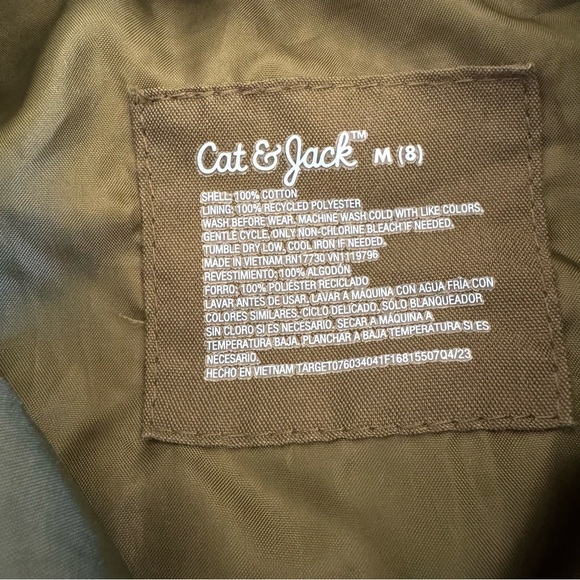 Cat & Jack™ M (8)
SHELL: 100% COTTON
LINING: 100% RECYCLED POLYESTER
WASH BEFORE WEAR. MACHINE WASH COLD WITH LIKE COLORS,
GENTLE CYCLE. ONLY NON-CHLORINE BLEACH IF NEEDED.
TUMBLE DRY LOW. COOL IRON IF NEEDED.
MADE IN VIETNAM RN17730 VN1119796
REVESTIMIENTO: 100% ALGODÓN
FORRO: 100% POLIÉSTER RECICLADO
LAVAR ANTES DE USAR. LAVAR A MÁQUINA CON AGUA FRÍA CON
COLORES SIMILARES. CICLO DELICADO. SÓLO BLANQUEADOR
SIN CLORO SI ES NECESARIO. SECAR A MÁQUINA A
TEMPERATURA BAJA. PLANCHAR A BAJA TEMPERATURA SI ES
NECESARIO.
HECHO EN VIETNAM TARGET076034041F16815507Q4/23